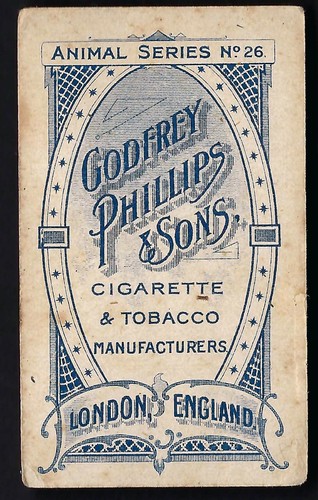 ANIMAL SERIES No 26.
GODFREY
PHILLIPS
& SONS,
CIGARETTE
& TOBACCO
MANUFACTURERS.
LONDON, ENGLAND.